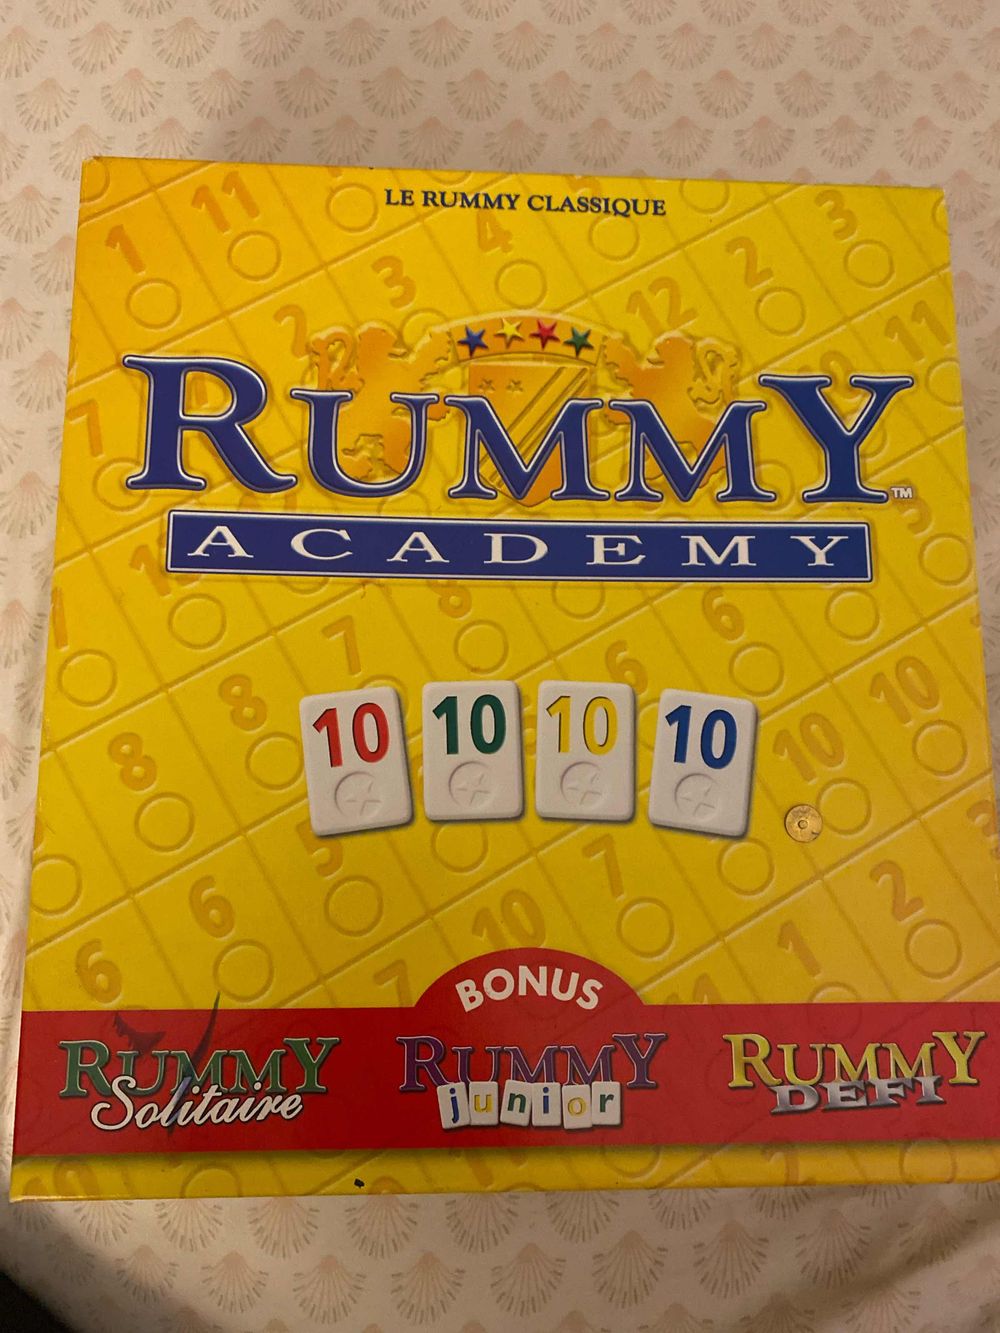 LE RUMMY CLASSIQUE
RUMMY™
ACADEMY
10 10 10 10
BONUS
RUMMY Solitaire
RUMMY junior
RUMMY DEFI